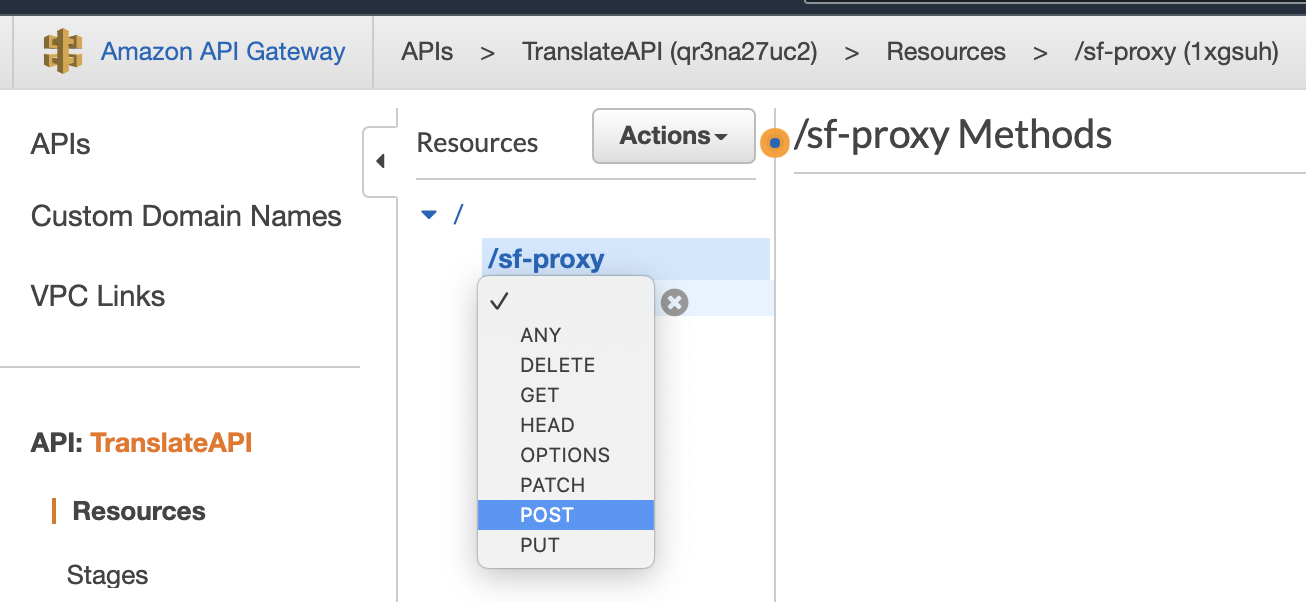 Amazon API Gateway APIs > TranslateAPI (qr3na27uc2) > Resources > /sf-proxy (1xgsuh)
APIs
Custom Domain Names
VPC Links
API: TranslateAPI
Resources
Stages
Resources Actions
/
/sf-proxy
ANY
DELETE
GET
HEAD
OPTIONS
PATCH
POST
PUT
/sf-proxy Methods